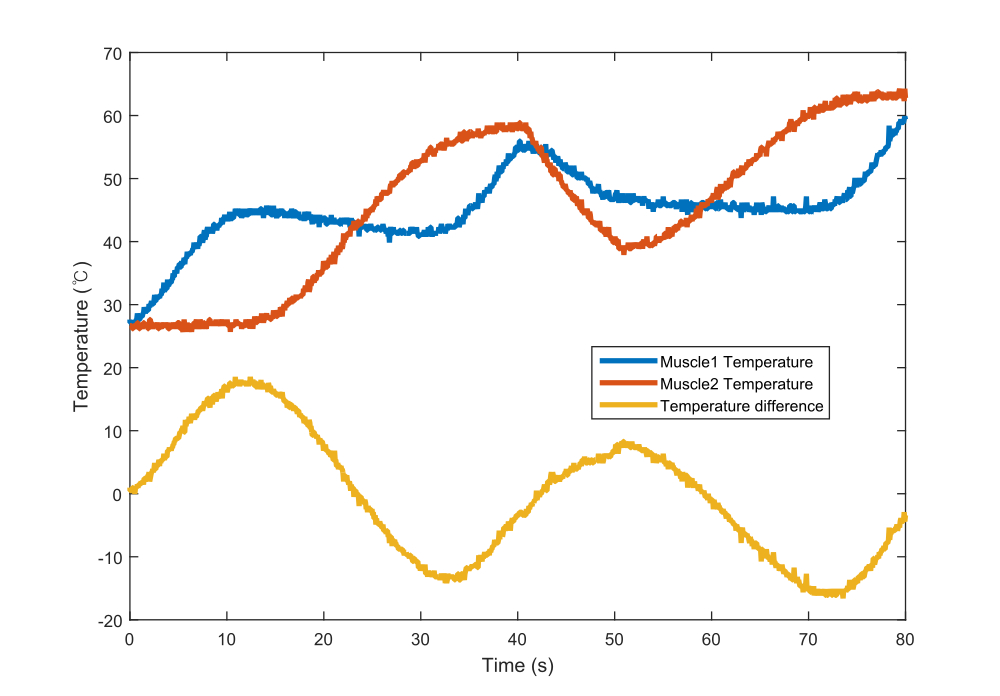 70
60
50
40
30
20
10
0
-10
-20
Temperature (℃)
Muscle1 Temperature
Muscle2 Temperature
Temperature difference
0 10 20 30 40 50 60 70 80
Time (s)